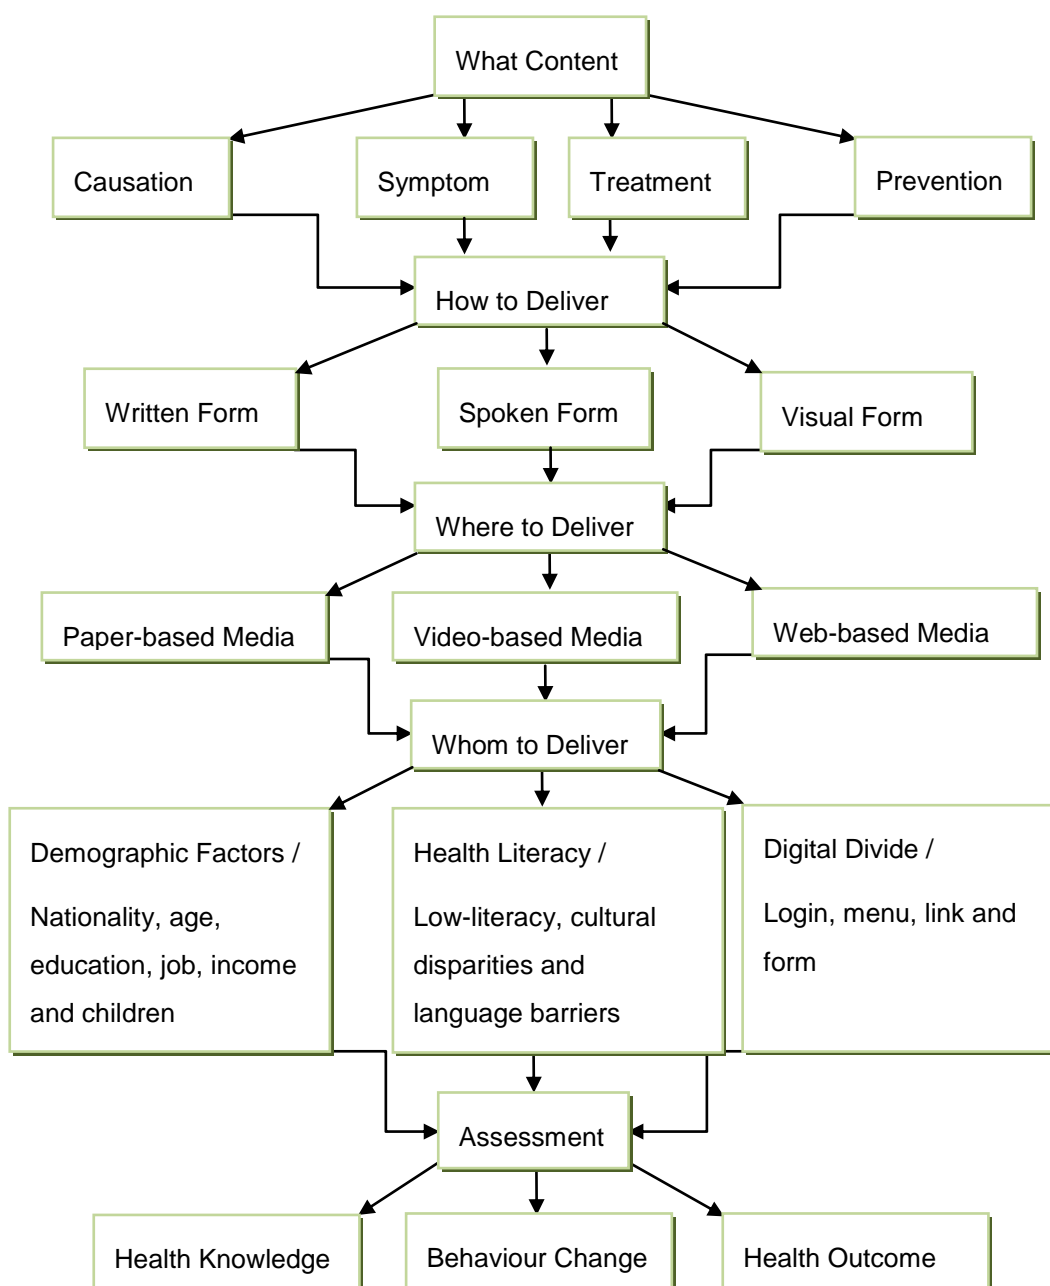 What Content
Causation
Symptom
Treatment
Prevention
How to Deliver
Written Form
Spoken Form
Visual Form
Where to Deliver
Paper-based Media
Video-based Media
Web-based Media
Whom to Deliver
Demographic Factors /
Nationality, age,
education, job, income
and children
Health Literacy /
Low-literacy, cultural
disparities and
language barriers
Digital Divide /
Login, menu, link and
form
Assessment
Health Knowledge
Behaviour Change
Health Outcome